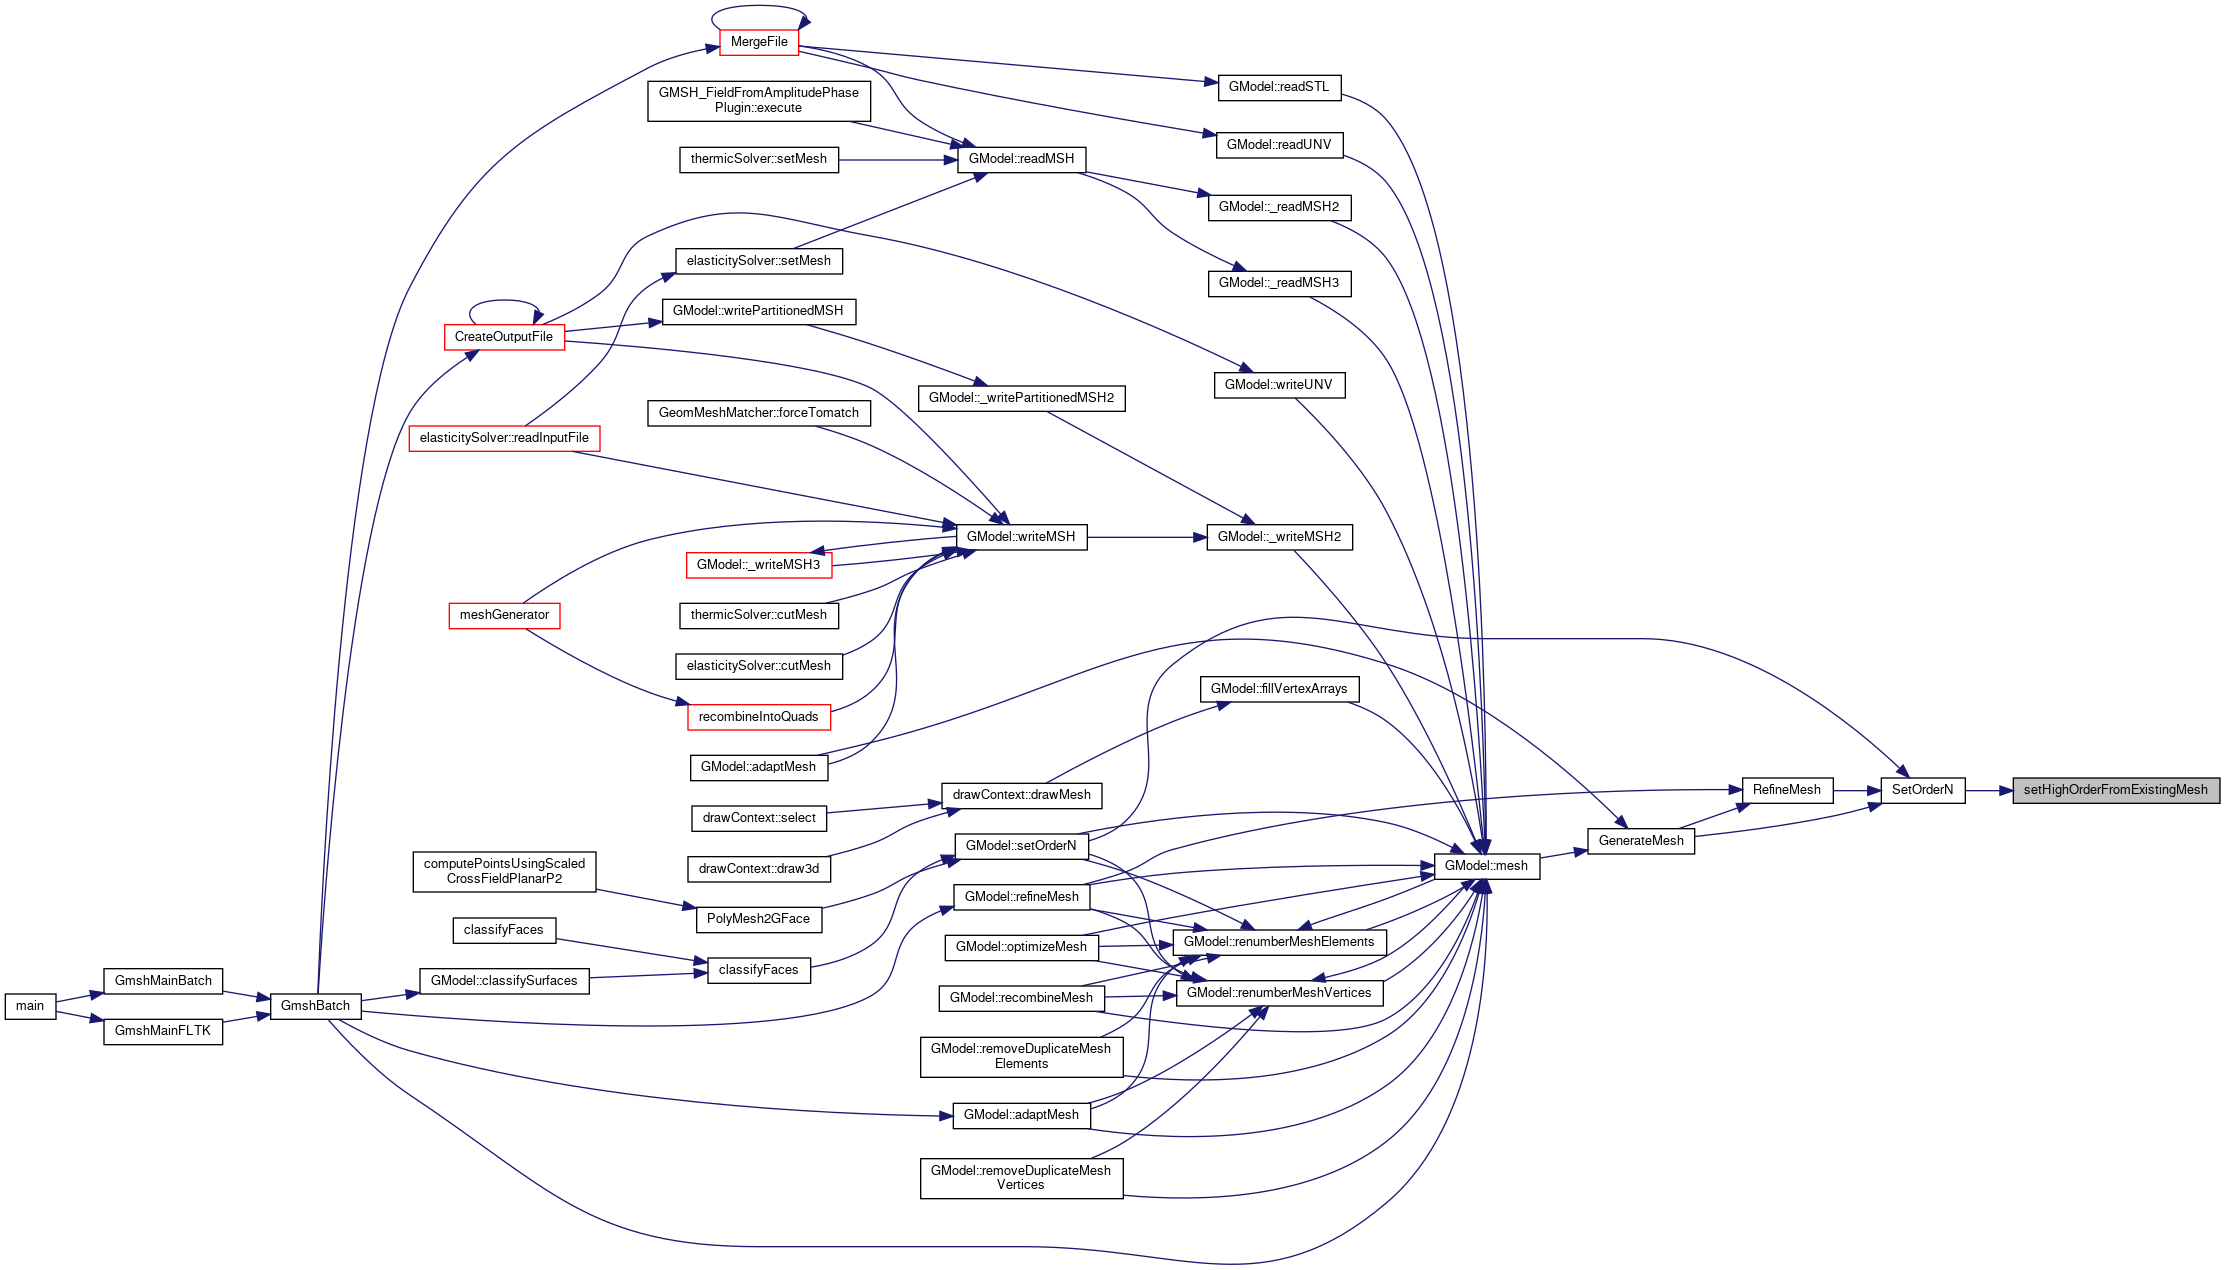 MergeFile
GModel::readSTL
GMSH_FieldFromAmplitudePhase
Plugin::execute
GModel::readUNV
thermicSolver::setMesh
GModel::readMSH
GModel::_readMSH2
elasticitySolver::setMesh
GModel::_readMSH3
GModel::writePartitionedMSH
CreateOutputFile
GModel::writeUNV
GModel::_writePartitionedMSH2
GeomMeshMatcher::forceTomatch
elasticitySolver::readInputFile
GModel::writeMSH
GModel::_writeMSH2
GModel::_writeMSH3
meshGenerator
thermicSolver::cutMesh
elasticitySolver::cutMesh
GModel::fillVertexArrays
recombineIntoQuads
GModel::adaptMesh
drawContext::drawMesh
RefineMesh
SetOrderN
setHighOrderFromExistingMesh
drawContext::select
GModel::setOrderN
GenerateMesh
computePointsUsingScaled
CrossFieldPlanarP2
drawContext::draw3d
GModel::mesh
GModel::refineMesh
PolyMesh2GFace
classifyFaces
GModel::optimizeMesh
GModel::renumberMeshElements
classifyFaces
GmshMainBatch
GModel::classifySurfaces
GModel::recombineMesh
GModel::renumberMeshVertices
main
GmshBatch
GmshMainFLTK
GModel::removeDuplicateMesh
Elements
GModel::adaptMesh
GModel::removeDuplicateMesh
Vertices